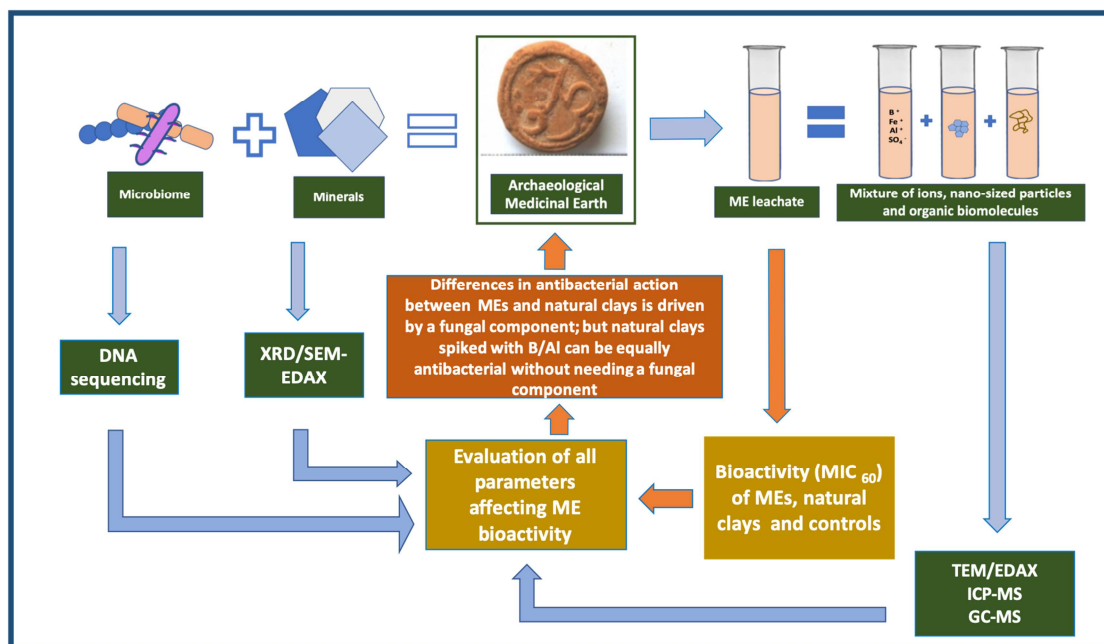 B +
Fe +
Al +
SO4 -
Microbiome
Minerals
Archaeological
Medicinal Earth
ME leachate
Mixture of ions, nano-sized particles
and organic biomolecules
Differences in antibacterial action
between MEs and natural clays is driven
by a fungal component; but natural clays
spiked with B/Al can be equally
antibacterial without needing a fungal
component
DNA
sequencing
XRD/SEM-
EDAX
Evaluation of all
parameters
affecting ME
bioactivity
Bioactivity (MIC 60)
of MEs, natural
clays and controls
TEM/EDAX
ICP-MS
GC-MS